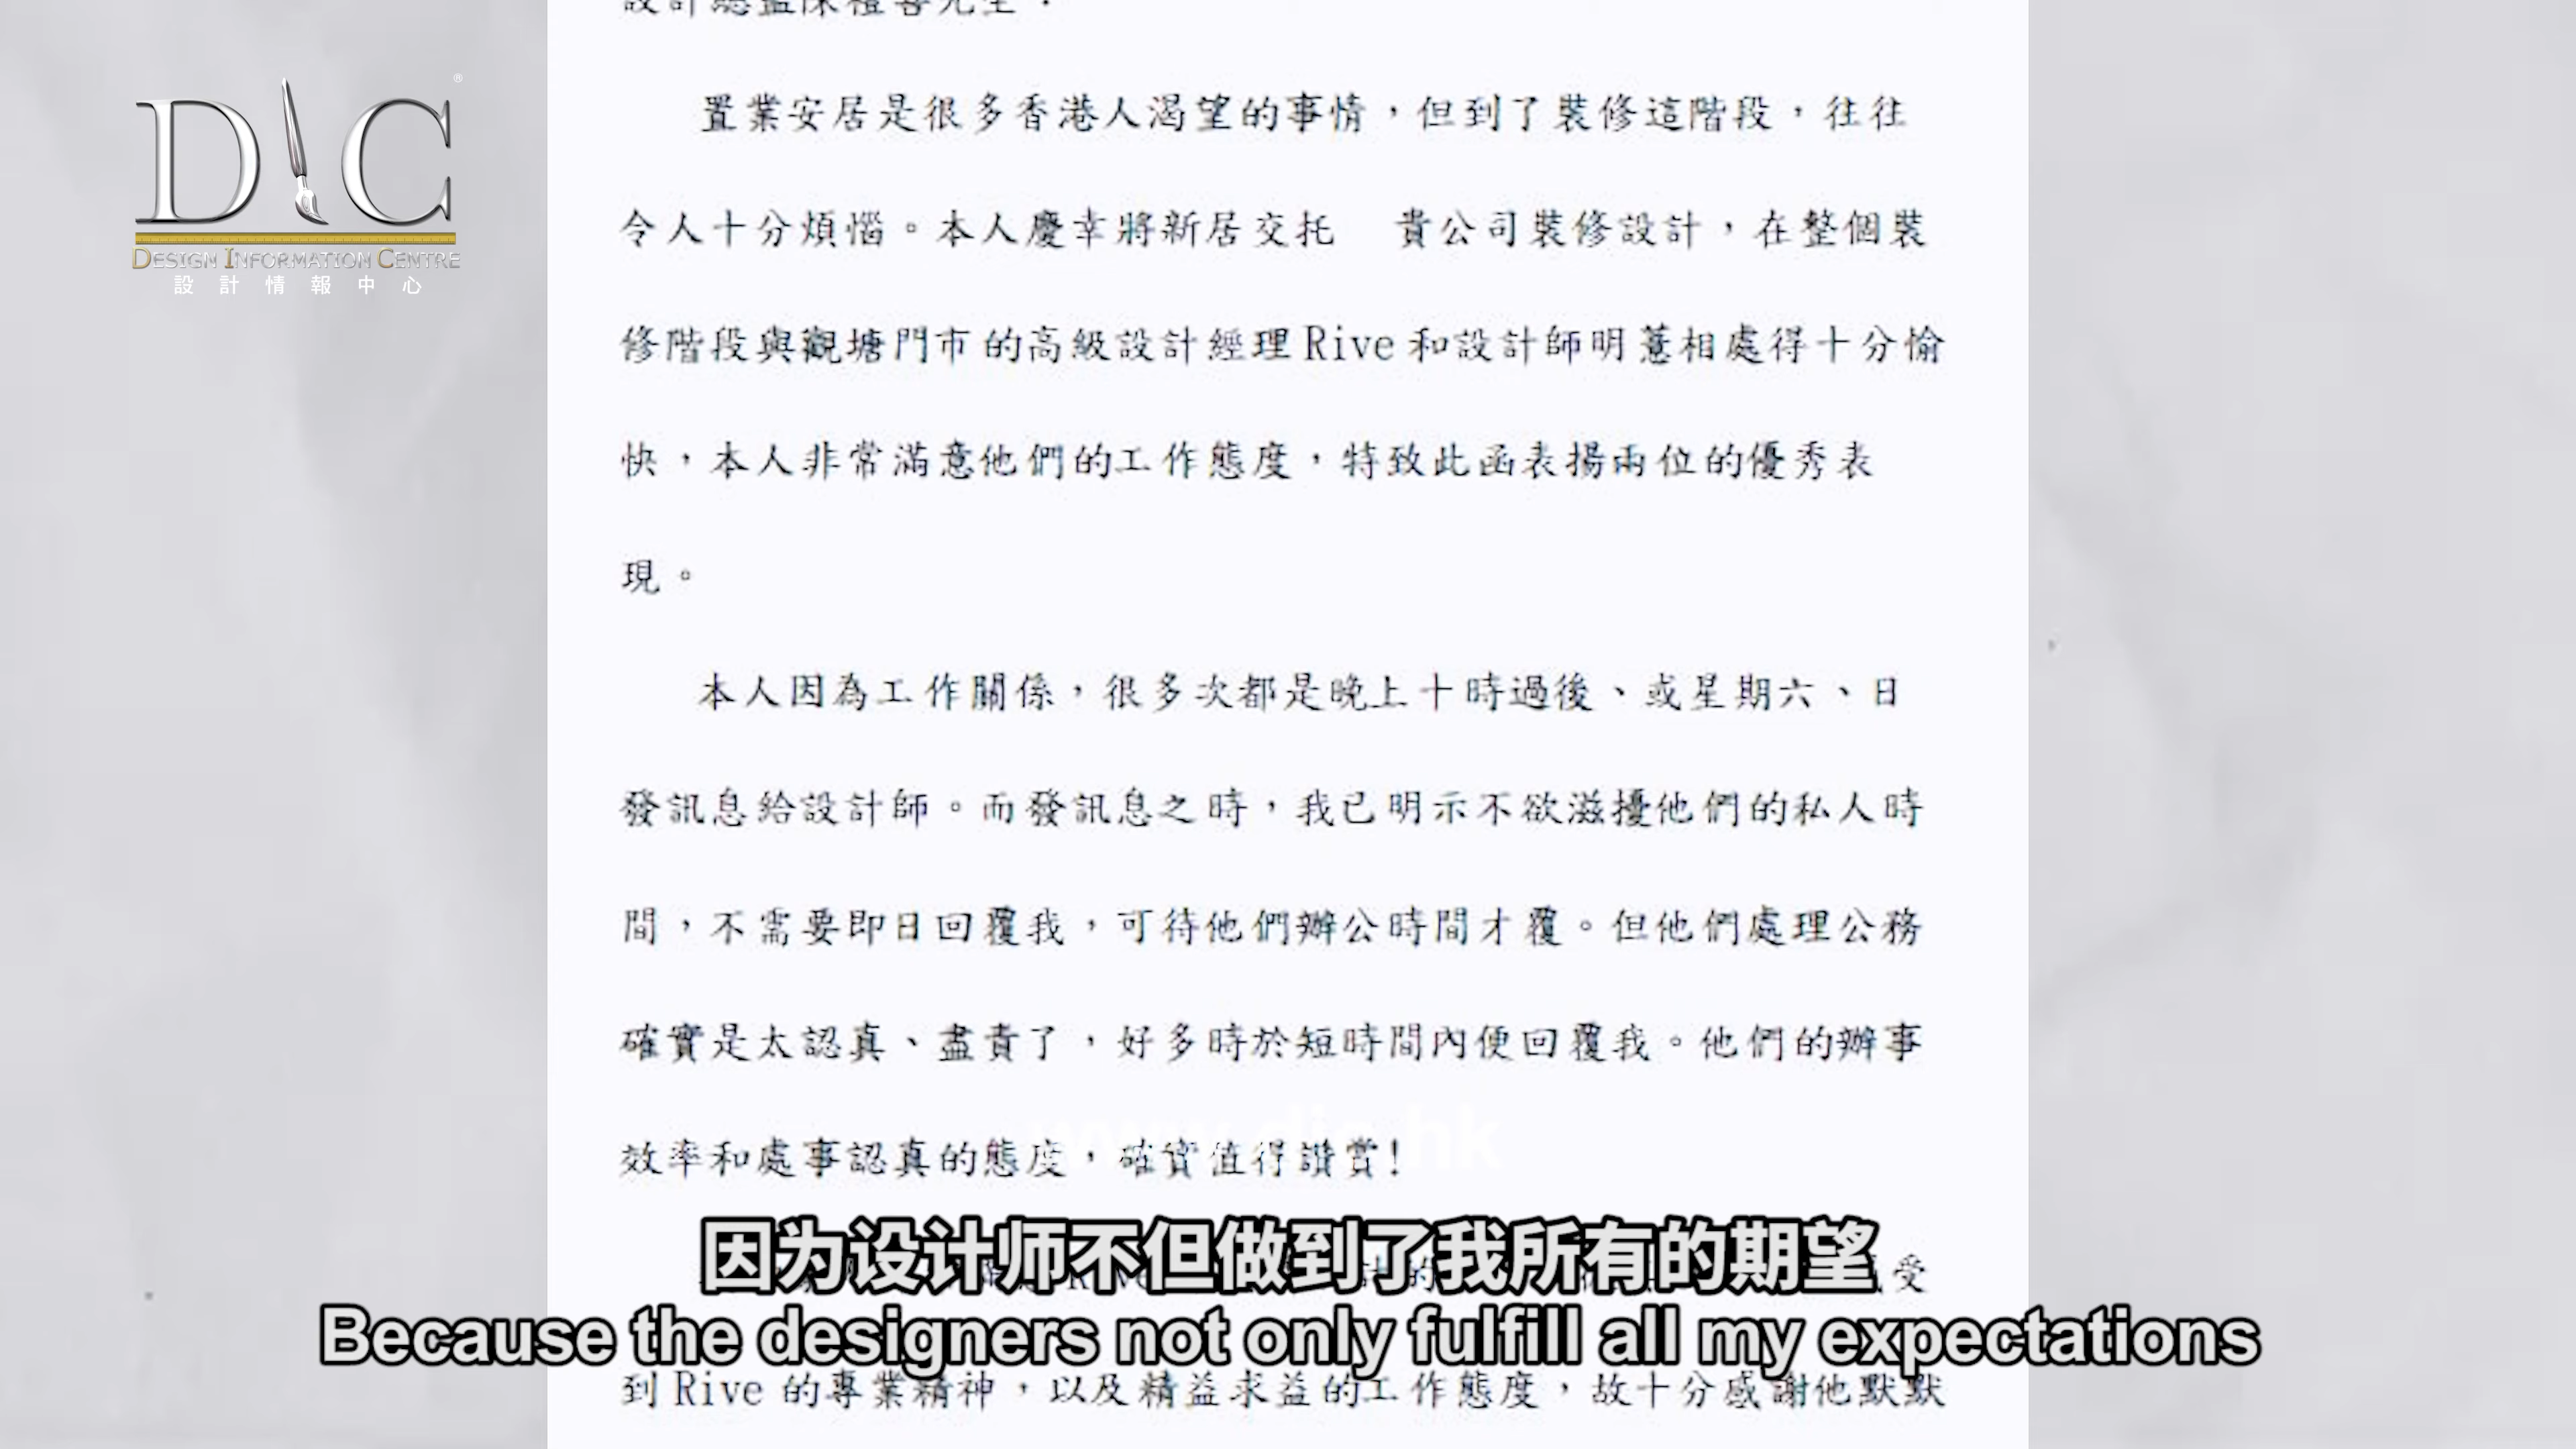 DIC®
DESIGN INFORMATION CENTRE
設計情報中心
置業安居是很多香港人渴望的事情，但到了裝修這階段，往往
令人十分煩惱。本人慶幸將新居交托　貴公司裝修設計，在整個裝
修階段與觀塘門市的高級設計經理Rive和設計師明薏相處得十分愉
快，本人非常滿意他們的工作態度，特致此函表揚兩位的優秀表
現。
本人因為工作關係，很多次都是晚上十時過後、或星期六、日
發訊息給設計師。而發訊息之時，我已明示不欲滋擾他們的私人時
間，不需要即日回覆我，可待他們辦公時間才覆。但他們處理公務
確實是太認真、盡責了，好多時於短時間內便回覆我。他們的辦事
效率和處事認真的態度，確實值得讚賞！
因为设计师不但做到了我所有的期望
Because the designers not only fulfill all my expectations
到Rive的專業精神，以及精益求益的工作態度，故十分感謝他默默